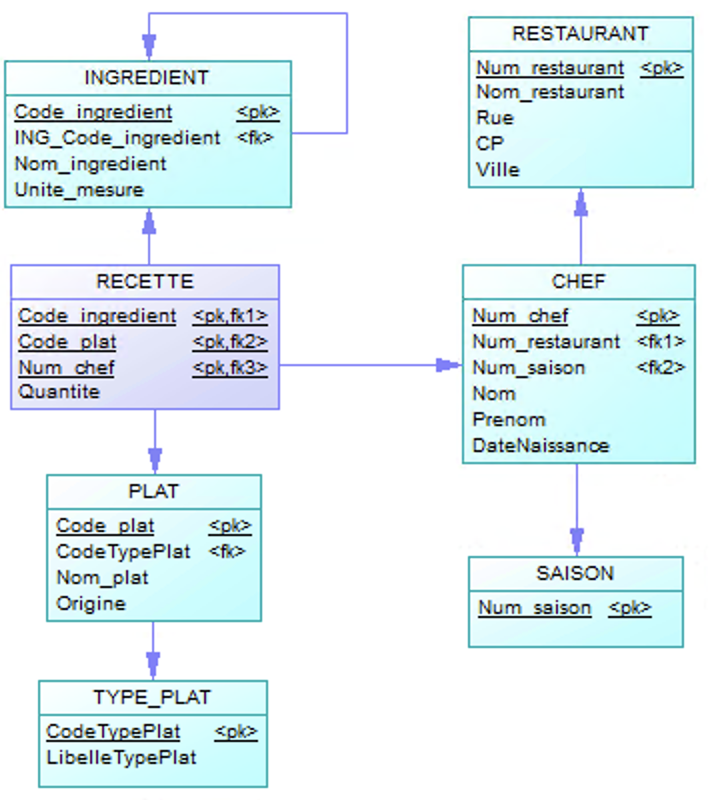 INGREDIENT
Code_ingredient <pk>
ING_Code_ingredient <fk>
Nom_ingredient
Unite_mesure
RESTAURANT
Num_restaurant <pk>
Nom_restaurant
Rue
CP
Ville
RECETTE
Code_ingredient <pk,fk1>
Code_plat <pk,fk2>
Num_chef <pk,fk3>
Quantite
CHEF
Num_chef <pk>
Num_restaurant <fk1>
Num_saison <fk2>
Nom
Prenom
DateNaissance
PLAT
Code_plat <pk>
CodeTypePlat <fk>
Nom_plat
Origine
SAISON
Num_saison <pk>
TYPE_PLAT
CodeTypePlat <pk>
LibelleTypePlat